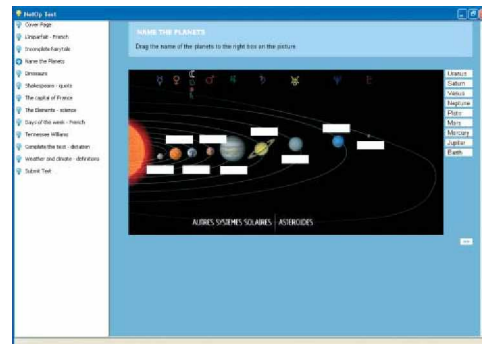 NetOp Test
Cover Page
L'imparfait - French
Incomplete fairytale
Name the Planets
Dinosaurs
Shakespeare - quote
The capital of France
The Elements - science
Days of the week - French
Tennessee Williams
Complete the text - dictation
Weather and climate - definitions
Submit Test
NAME THE PLANETS
Drag the name of the planets to the right box on the picture.
Uranus
Saturn
Venus
Neptune
Pluto
Mars
Mercury
Jupiter
Earth
AUTRES SYSTEMES SOLAIRES
ASTEROIDES